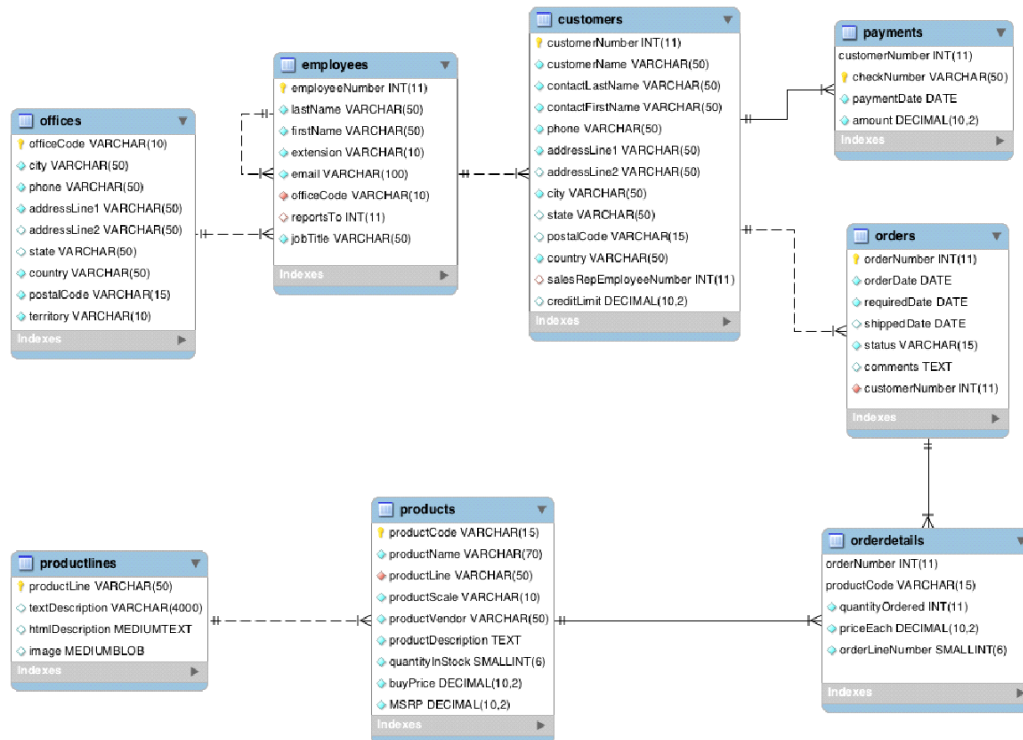 offices
officeCode VARCHAR(10)
city VARCHAR(50)
phone VARCHAR(50)
addressLine1 VARCHAR(50)
addressLine2 VARCHAR(50)
state VARCHAR(50)
country VARCHAR(50)
postalCode VARCHAR(15)
territory VARCHAR(10)
Indexes
employees
employeeNumber INT(11)
lastName VARCHAR(50)
firstName VARCHAR(50)
extension VARCHAR(10)
email VARCHAR(100)
officeCode VARCHAR(10)
reportsTo INT(11)
jobTitle VARCHAR(50)
Indexes
customers
customerNumber INT(11)
customerName VARCHAR(50)
contactLastName VARCHAR(50)
contactFirstName VARCHAR(50)
phone VARCHAR(50)
addressLine1 VARCHAR(50)
addressLine2 VARCHAR(50)
city VARCHAR(50)
state VARCHAR(50)
postalCode VARCHAR(15)
country VARCHAR(50)
salesRepEmployeeNumber INT(11)
creditLimit DECIMAL(10,2)
Indexes
payments
customerNumber INT(11)
checkNumber VARCHAR(50)
paymentDate DATE
amount DECIMAL(10,2)
Indexes
orders
orderNumber INT(11)
orderDate DATE
requiredDate DATE
shippedDate DATE
status VARCHAR(15)
comments TEXT
customerNumber INT(11)
Indexes
productlines
productLine VARCHAR(50)
textDescription VARCHAR(4000)
htmlDescription MEDIUMTEXT
image MEDIUMBLOB
Indexes
products
productCode VARCHAR(15)
productName VARCHAR(70)
productLine VARCHAR(50)
productScale VARCHAR(10)
productVendor VARCHAR(50)
productDescription TEXT
quantityInStock SMALLINT(6)
buyPrice DECIMAL(10,2)
MSRP DECIMAL(10,2)
Indexes
orderdetails
orderNumber INT(11)
productCode VARCHAR(15)
quantityOrdered INT(11)
priceEach DECIMAL(10,2)
orderLineNumber SMALLINT(6)
Indexes